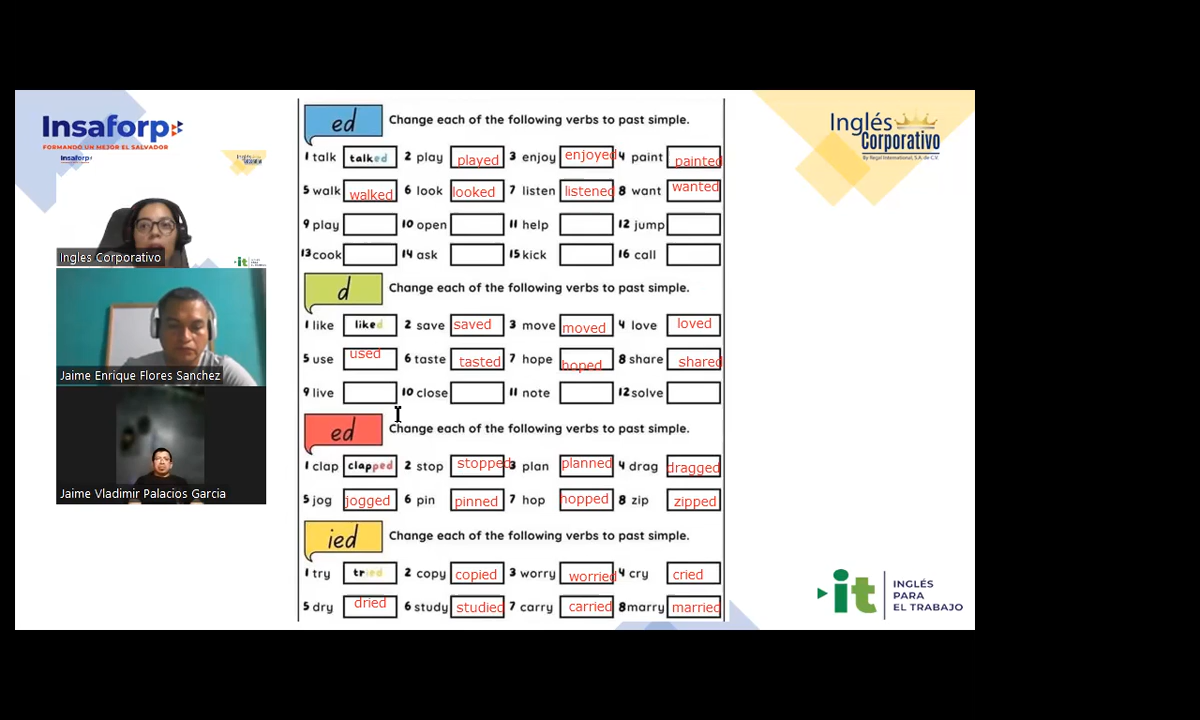 Insaforp
FORMANDO UN MEJOR EL SALVADOR
Insaforp
Inglés
Corporativo
By Regal International, S.A. de C.V.
Ingles Corporativo
Jaime Enrique Flores Sanchez
Jaime Vladimir Palacios Garcia
ed Change each of the following verbs to past simple.
1 talk talked 2 play played 3 enjoy enjoyed 4 paint painted
5 walk walked 6 look looked 7 listen listened 8 want wanted
9 play 10 open 11 help 12 jump
13 cook 14 ask 15 kick 16 call
d Change each of the following verbs to past simple.
1 like liked 2 save saved 3 move moved 4 love loved
5 use used 6 taste tasted 7 hope hoped 8 share shared
9 live 10 close 11 note 12 solve
ed Change each of the following verbs to past simple.
1 clap clapped 2 stop stopped 3 plan planned 4 drag dragged
5 jog jogged 6 pin pinned 7 hop hopped 8 zip zipped
ied Change each of the following verbs to past simple.
1 try tried 2 copy copied 3 worry worried 4 cry cried
5 dry dried 6 study studied 7 carry carried 8 marry married
it INGLÉS
PARA
EL TRABAJO